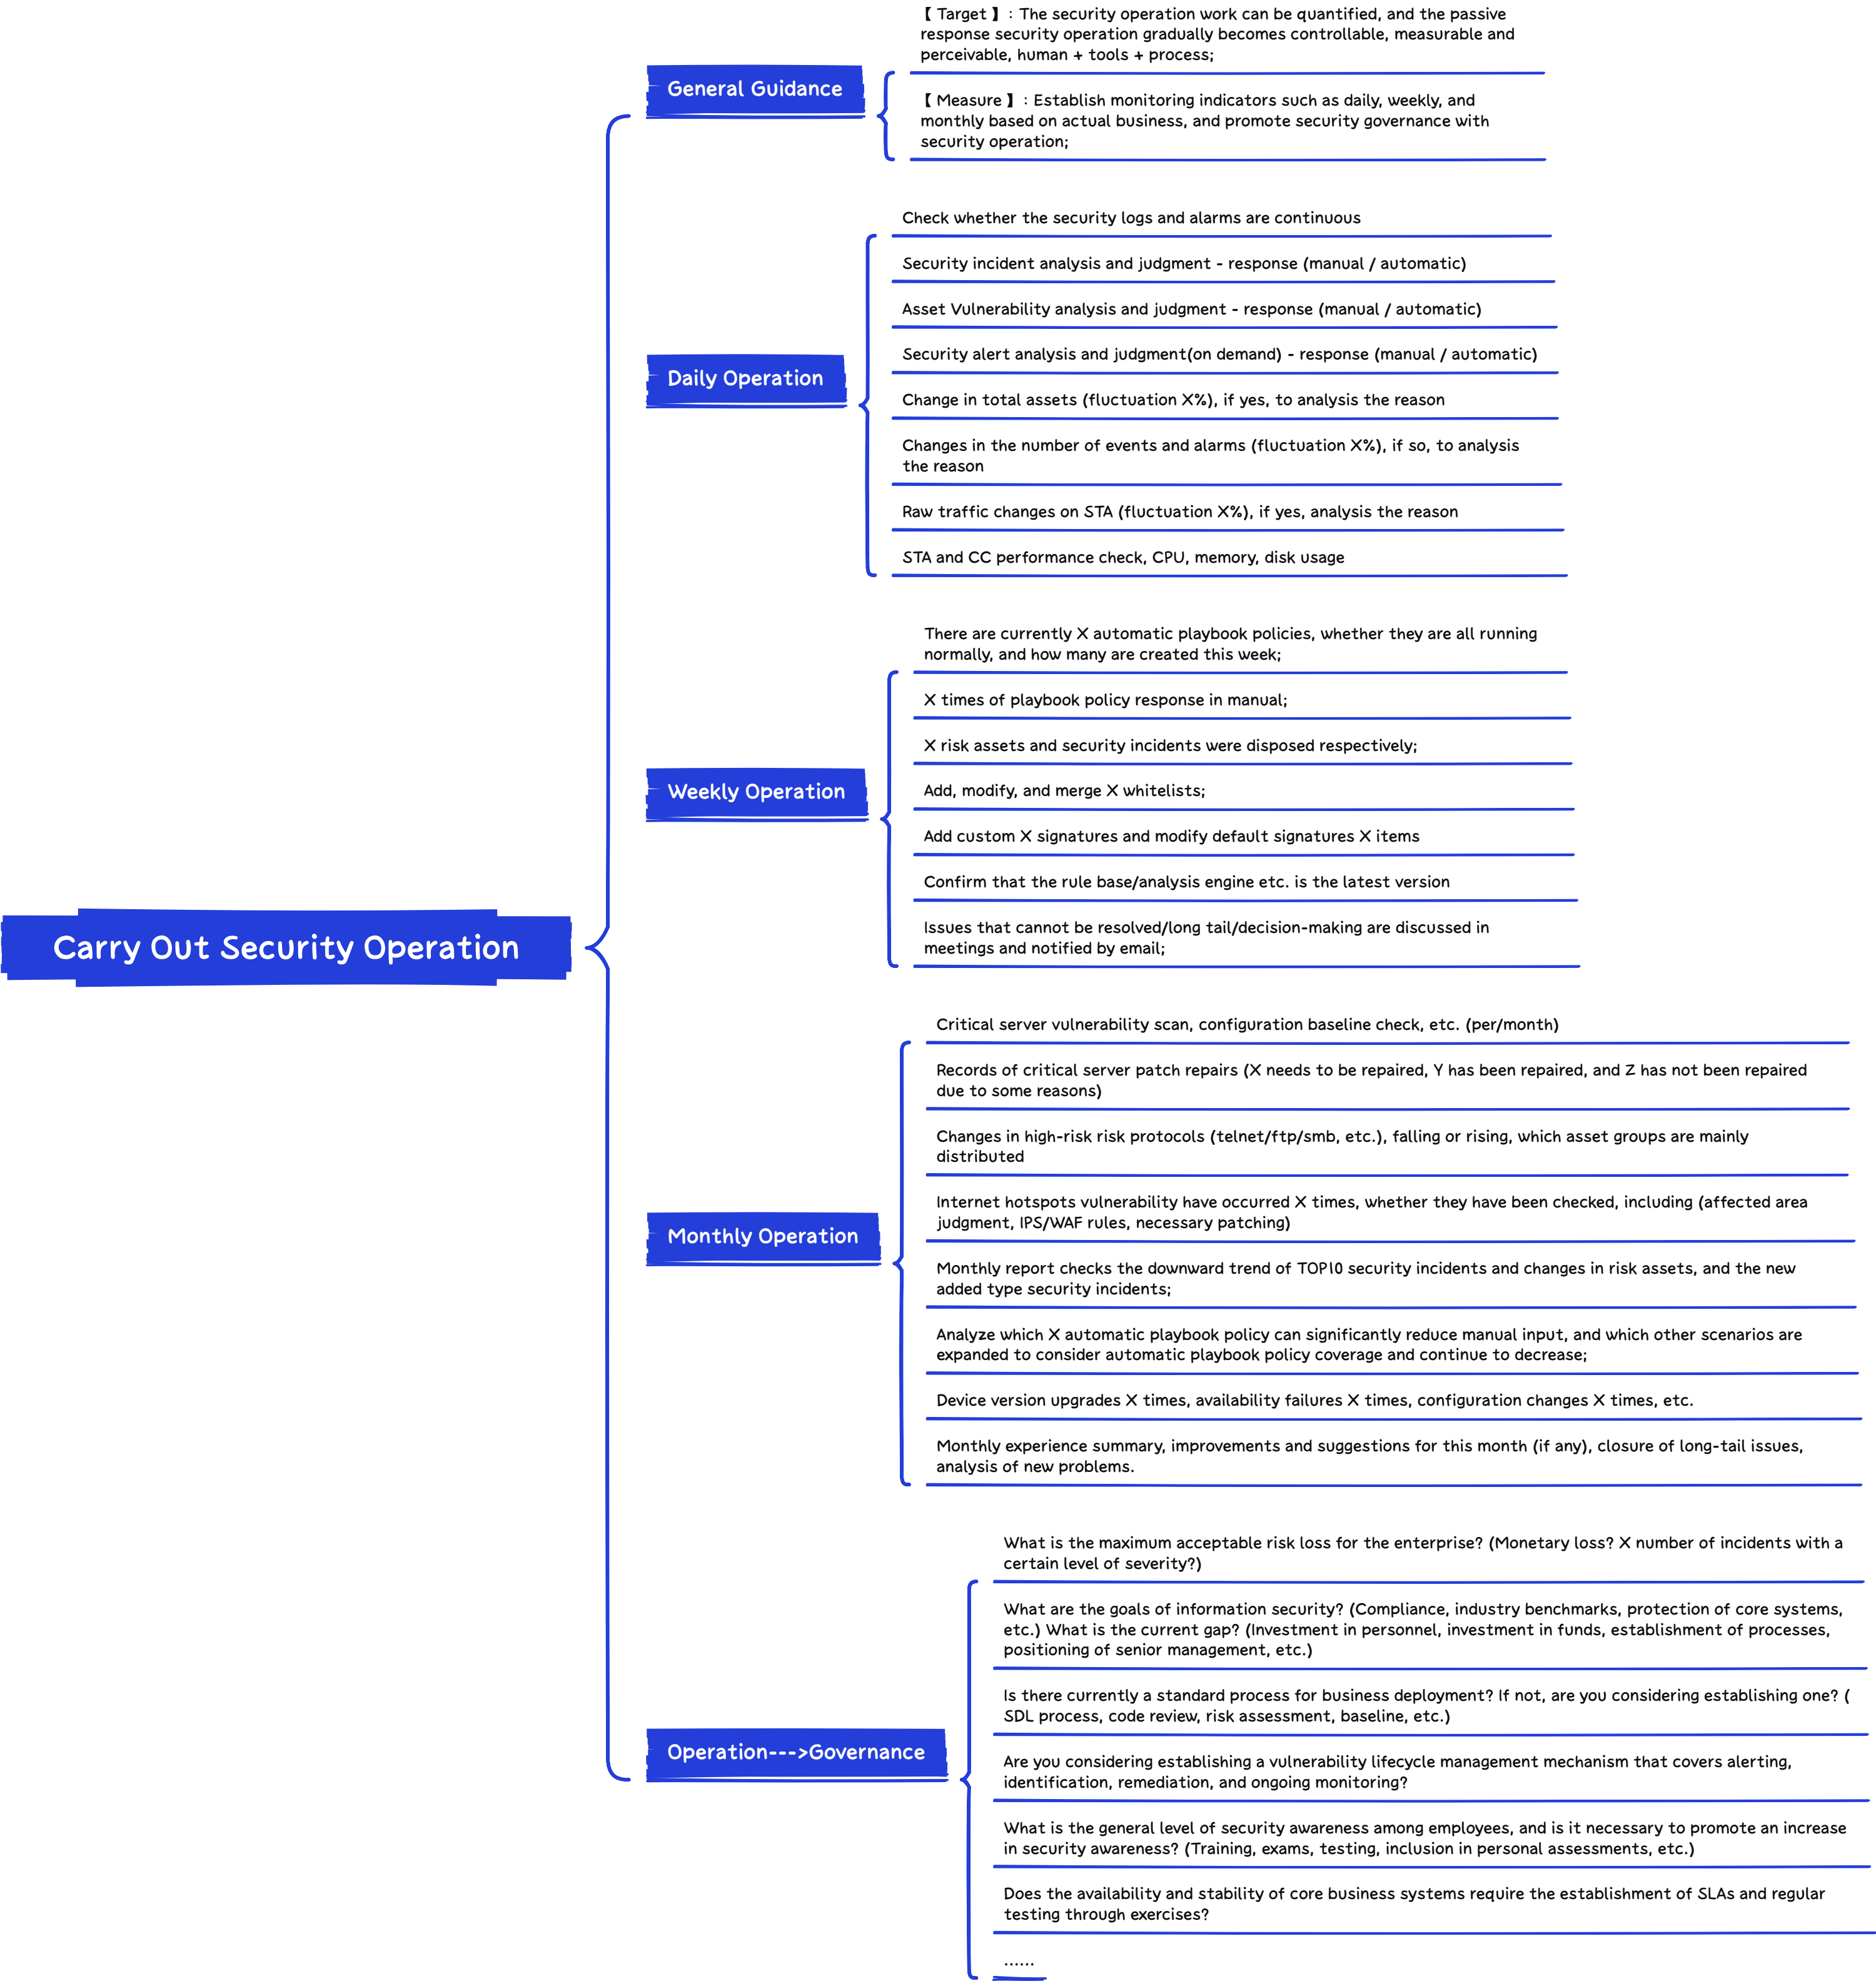 Carry Out Security Operation
General Guidance
【 Target 】: The security operation work can be quantified, and the passive
response security operation gradually becomes controllable, measurable and
perceivable, human + tools + process;
【 Measure 】: Establish monitoring indicators such as daily, weekly, and
monthly based on actual business, and promote security governance with
security operation;
Daily Operation
Check whether the security logs and alarms are continuous
Security incident analysis and judgment - response (manual / automatic)
Asset Vulnerability analysis and judgment - response (manual / automatic)
Security alert analysis and judgment(on demand) - response (manual / automatic)
Change in total assets (fluctuation X%), if yes, to analysis the reason
Changes in the number of events and alarms (fluctuation X%), if so, to analysis
the reason
Raw traffic changes on STA (fluctuation X%), if yes, analysis the reason
STA and CC performance check, CPU, memory, disk usage
Weekly Operation
There are currently X automatic playbook policies, whether they are all running
normally, and how many are created this week;
X times of playbook policy response in manual;
X risk assets and security incidents were disposed respectively;
Add, modify, and merge X whitelists;
Add custom X signatures and modify default signatures X items
Confirm that the rule base/analysis engine etc. is the latest version
Issues that cannot be resolved/long tail/decision-making are discussed in
meetings and notified by email;
Monthly Operation
Critical server vulnerability scan, configuration baseline check, etc. (per/month)
Records of critical server patch repairs (X needs to be repaired, Y has been repaired, and Z has not been repaired
due to some reasons)
Changes in high-risk risk protocols (telnet/ftp/smb, etc.), falling or rising, which asset groups are mainly
distributed
Internet hotspots vulnerability have occurred X times, whether they have been checked, including (affected area
judgment, IPS/WAF rules, necessary patching)
Monthly report checks the downward trend of TOP10 security incidents and changes in risk assets, and the new
added type security incidents;
Analyze which X automatic playbook policy can significantly reduce manual input, and which other scenarios are
expanded to consider automatic playbook policy coverage and continue to decrease;
Device version upgrades X times, availability failures X times, configuration changes X times, etc.
Monthly experience summary, improvements and suggestions for this month (if any), closure of long-tail issues,
analysis of new problems.
Operation--->Governance
What is the maximum acceptable risk loss for the enterprise? (Monetary loss? X number of incidents with a
certain level of severity?)
What are the goals of information security? (Compliance, industry benchmarks, protection of core systems,
etc.) What is the current gap? (Investment in personnel, investment in funds, establishment of processes,
positioning of senior management, etc.)
Is there currently a standard process for business deployment? If not, are you considering establishing one? (
SDL process, code review, risk assessment, baseline, etc.)
Are you considering establishing a vulnerability lifecycle management mechanism that covers alerting,
identification, remediation, and ongoing monitoring?
What is the general level of security awareness among employees, and is it necessary to promote an increase
in security awareness? (Training, exams, testing, inclusion in personal assessments, etc.)
Does the availability and stability of core business systems require the establishment of SLAs and regular
testing through exercises?
......